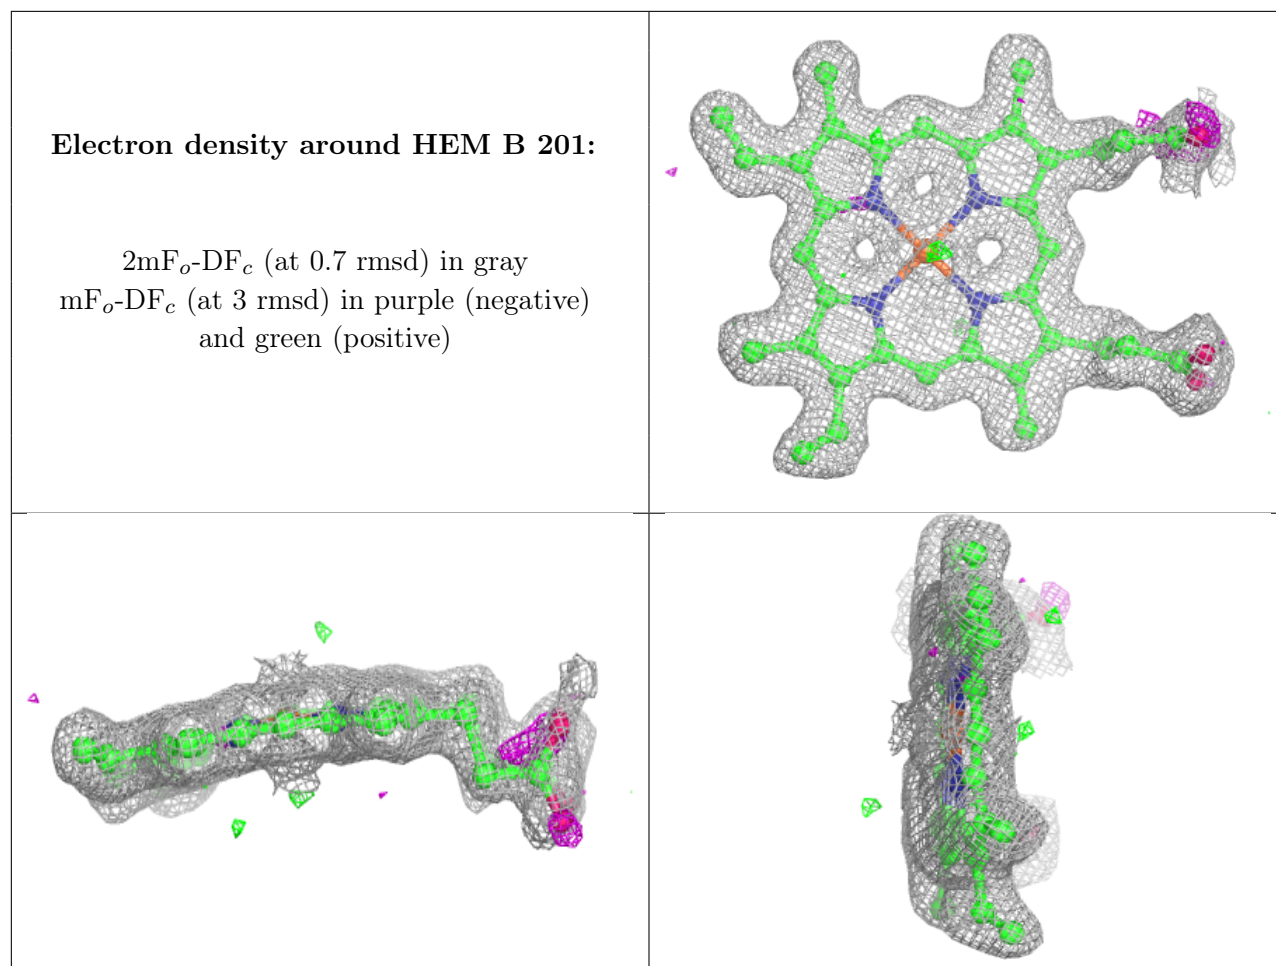 Electron density around HEM B 201:
2mFₒ-DF𝒸 (at 0.7 rmsd) in gray
mFₒ-DF𝒸 (at 3 rmsd) in purple (negative)
and green (positive)